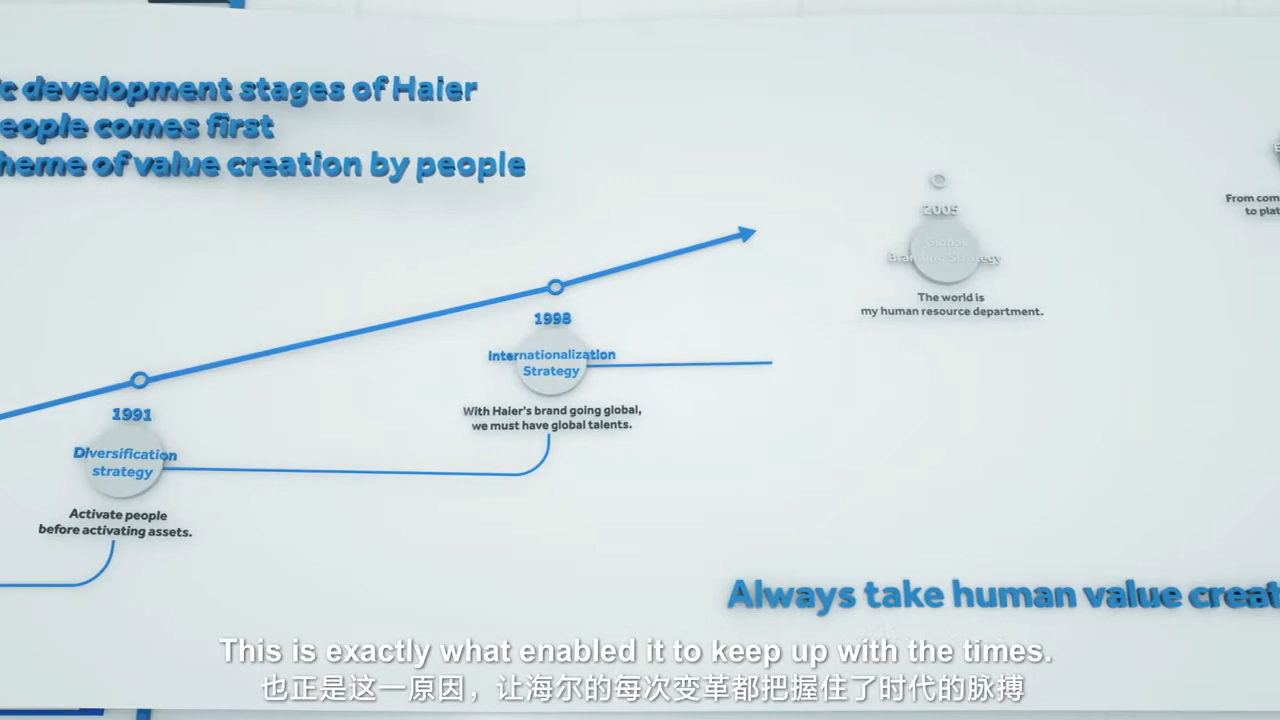 c development stages of Haier
eople comes first
heme of value creation by people
2005
Global
Branding Strategy
The world is
my human resource department.
From com
to plat
1998
Internationalization
Strategy
With Haier's brand going global,
we must have global talents.
1991
Diversification
strategy
Activate people
before activating assets.
Always take human value creat
This is exactly what enabled it to keep up with the times.
也正是这一原因，让海尔的每次变革都把握住了时代的脉搏